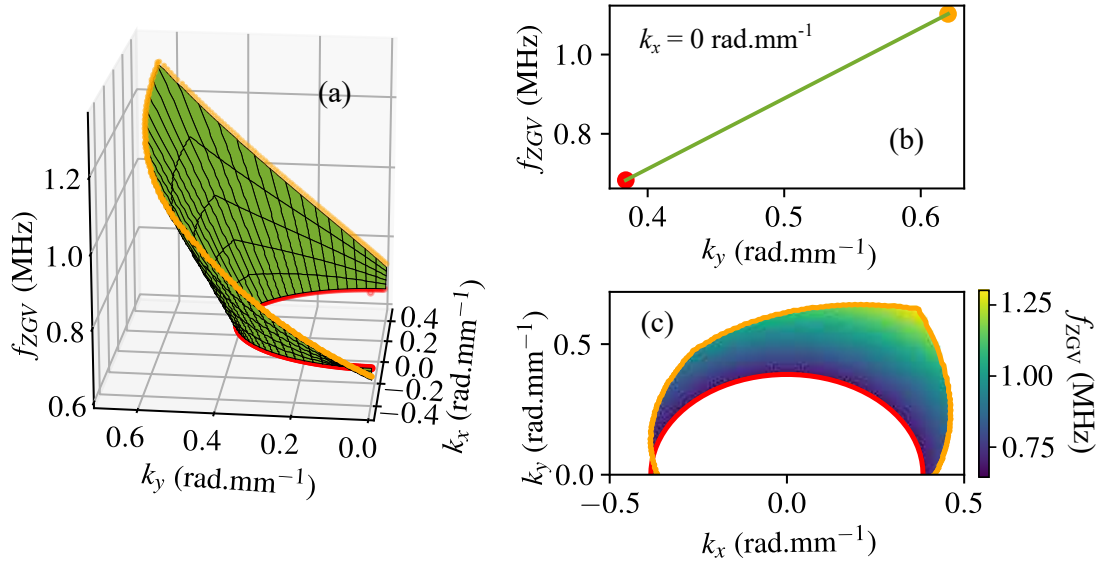 (a)
f_ZGV (MHz)
1.2
1.0
0.8
0.6
0.6
0.4
0.2
0.0
k_y (rad.mm⁻¹)
0.4
0.2
0.0
−0.2
−0.4
k_x (rad.mm⁻¹)
k_x = 0 rad.mm⁻¹
(b)
f_ZGV (MHz)
1.0
0.8
0.4
0.5
0.6
k_y (rad.mm⁻¹)
(c)
k_y (rad.mm⁻¹)
0.5
0.0
−0.5
0.0
0.5
k_x (rad.mm⁻¹)
1.25
1.00
0.75
f_ZGV (MHz)